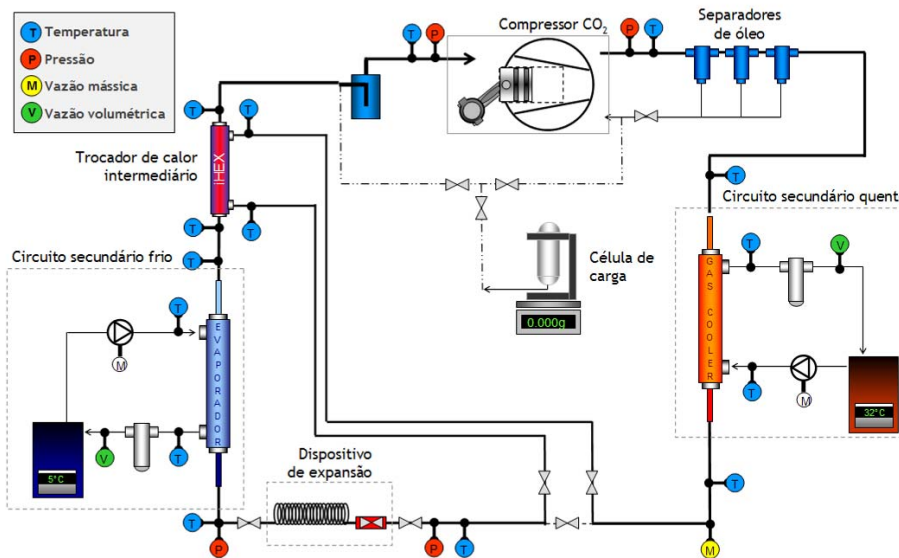 T Temperatura
P Pressão
M Vazão mássica
V Vazão volumétrica
Compressor CO₂
Separadores
de óleo
T
P
P
T
T
T
iHEX
Trocador de calor
intermediário
T
T
T
T
Circuito secundário quent
Circuito secundário frio
Célula de
carga
0.000g
GAS COOLER
T
V
T
M
32°C
EVAPORADOR
T
M
5°C
V
T
Dispositivo
de expansão
T
T
P
P
T
M